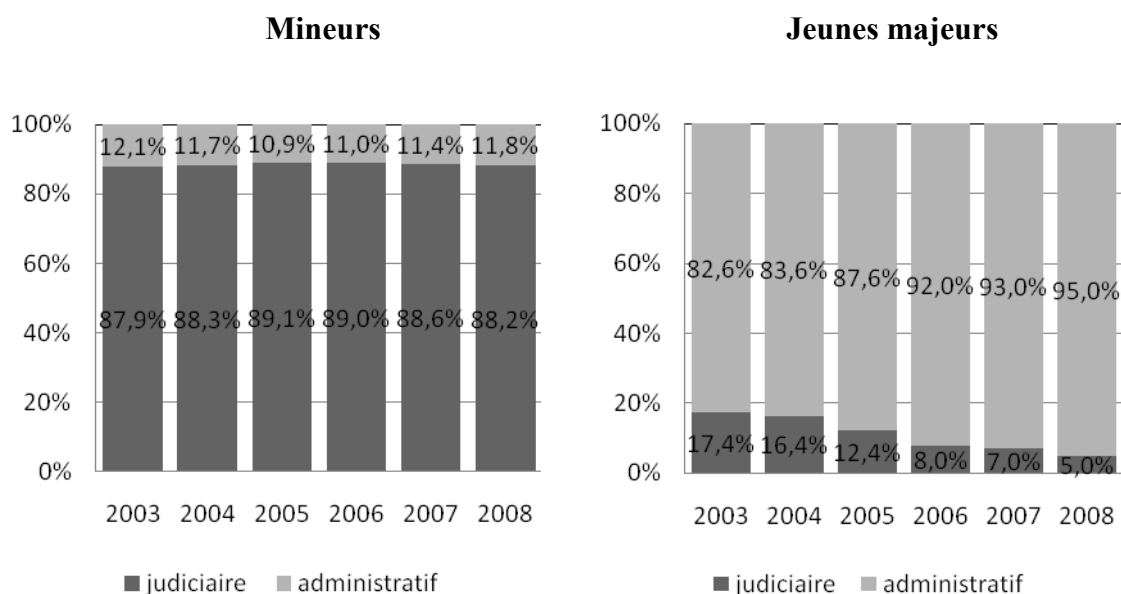 Mineurs
Jeunes majeurs
100%
80%
60%
40%
20%
0%
12,1% 11,7% 10,9% 11,0% 11,4% 11,8%
87,9% 88,3% 89,1% 89,0% 88,6% 88,2%
2003 2004 2005 2006 2007 2008
judiciaire administratif
100%
80%
60%
40%
20%
0%
82,6% 83,6% 87,6% 92,0% 93,0% 95,0%
17,4% 16,4% 12,4% 8,0% 7,0% 5,0%
2003 2004 2005 2006 2007 2008
judiciaire administratif